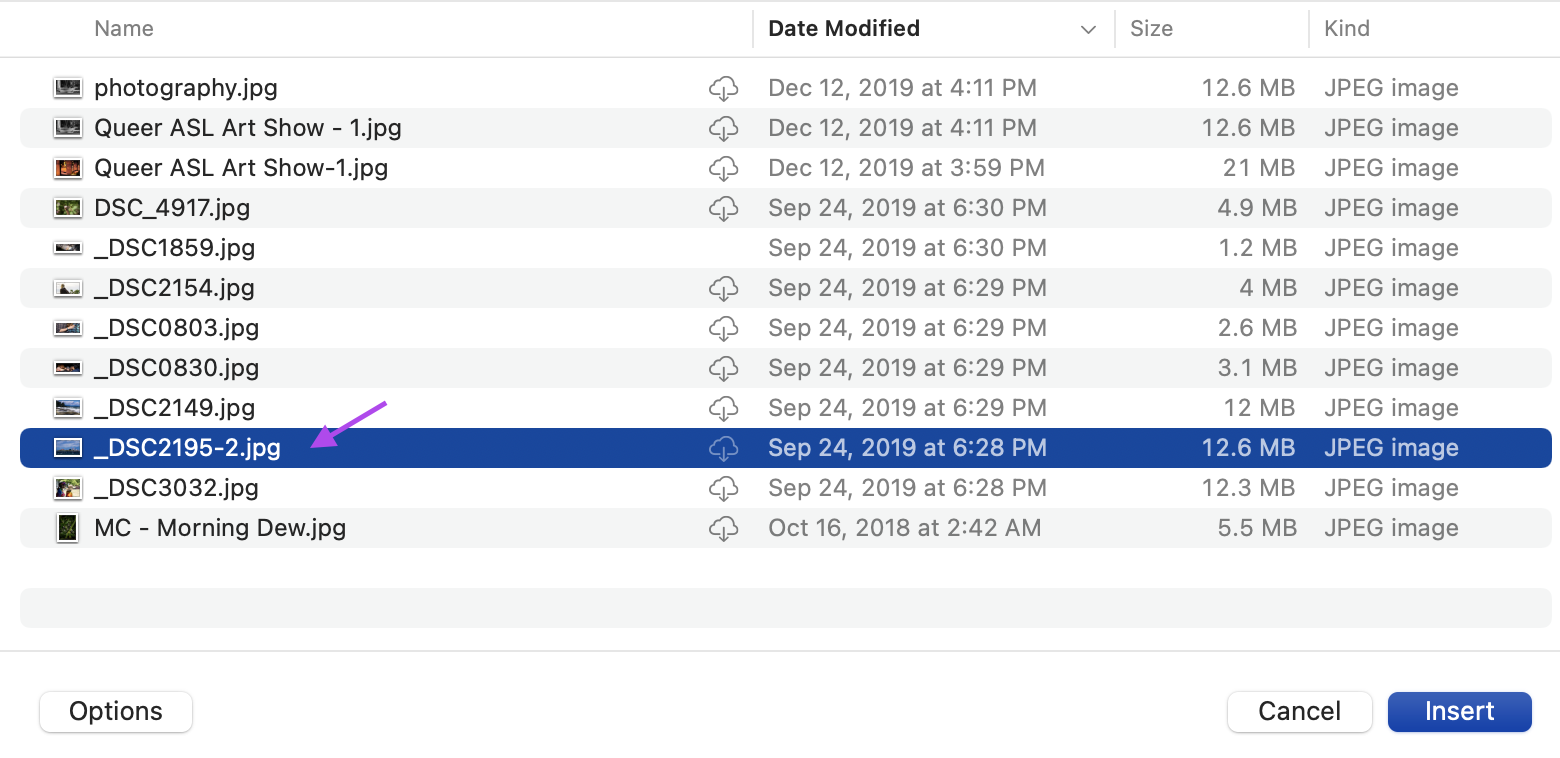 Name Date Modified Size Kind
photography.jpg Dec 12, 2019 at 4:11 PM 12.6 MB JPEG image
Queer ASL Art Show - 1.jpg Dec 12, 2019 at 4:11 PM 12.6 MB JPEG image
Queer ASL Art Show-1.jpg Dec 12, 2019 at 3:59 PM 21 MB JPEG image
DSC_4917.jpg Sep 24, 2019 at 6:30 PM 4.9 MB JPEG image
_DSC1859.jpg Sep 24, 2019 at 6:30 PM 1.2 MB JPEG image
_DSC2154.jpg Sep 24, 2019 at 6:29 PM 4 MB JPEG image
_DSC0803.jpg Sep 24, 2019 at 6:29 PM 2.6 MB JPEG image
_DSC0830.jpg Sep 24, 2019 at 6:29 PM 3.1 MB JPEG image
_DSC2149.jpg Sep 24, 2019 at 6:29 PM 12 MB JPEG image
_DSC2195-2.jpg Sep 24, 2019 at 6:28 PM 12.6 MB JPEG image
_DSC3032.jpg Sep 24, 2019 at 6:28 PM 12.3 MB JPEG image
MC - Morning Dew.jpg Oct 16, 2018 at 2:42 AM 5.5 MB JPEG image
Options Cancel Insert